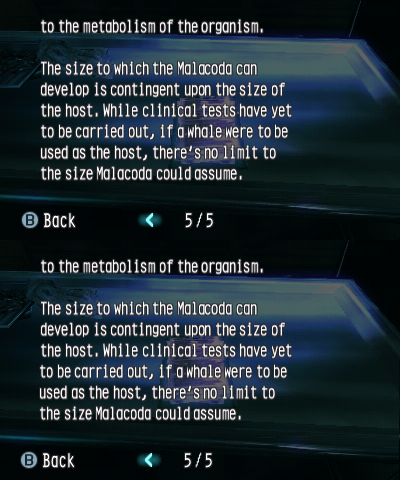 to the metabolism of the organism.
The size to which the Malacoda can
develop is contingent upon the size of
the host. While clinical tests have yet
to be carried out, if a whale were to be
used as the host, there's no limit to
the size Malacoda could assume.
B Back < 5/5
to the metabolism of the organism.
The size to which the Malacoda can
develop is contingent upon the size of
the host. While clinical tests have yet
to be carried out, if a whale were to be
used as the host, there's no limit to
the size Malacoda could assume.
B Back < 5/5